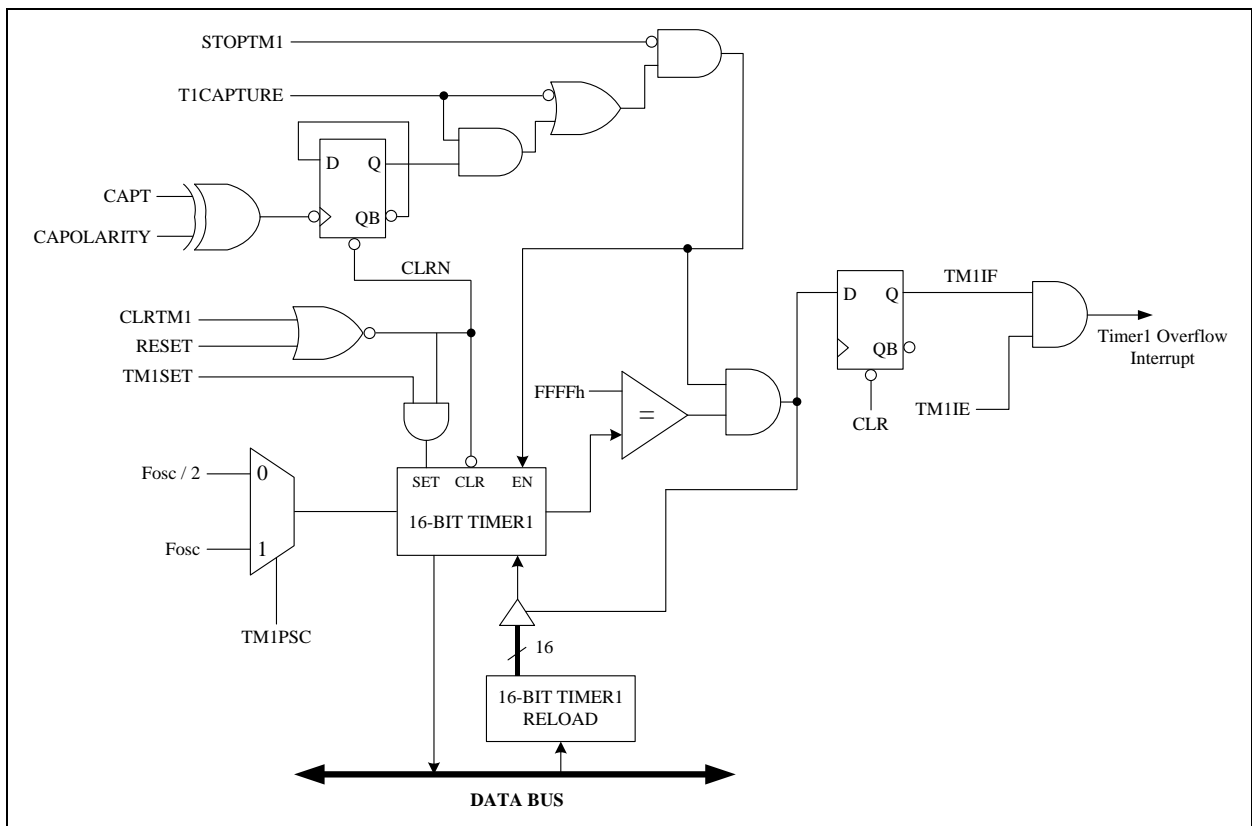 STOPTM1
T1CAPTURE
D Q
CAPT
QB
CAPOLARITY
CLRN
CLRTM1
RESET
TM1SET
D Q
TM1IF
QB
Timer1 Overflow
Interrupt
FFFFh
=
TM1IE
CLR
Fosc / 2
0
SET CLR EN
16-BIT TIMER1
Fosc
1
TM1PSC
16
16-BIT TIMER1
RELOAD
DATA BUS